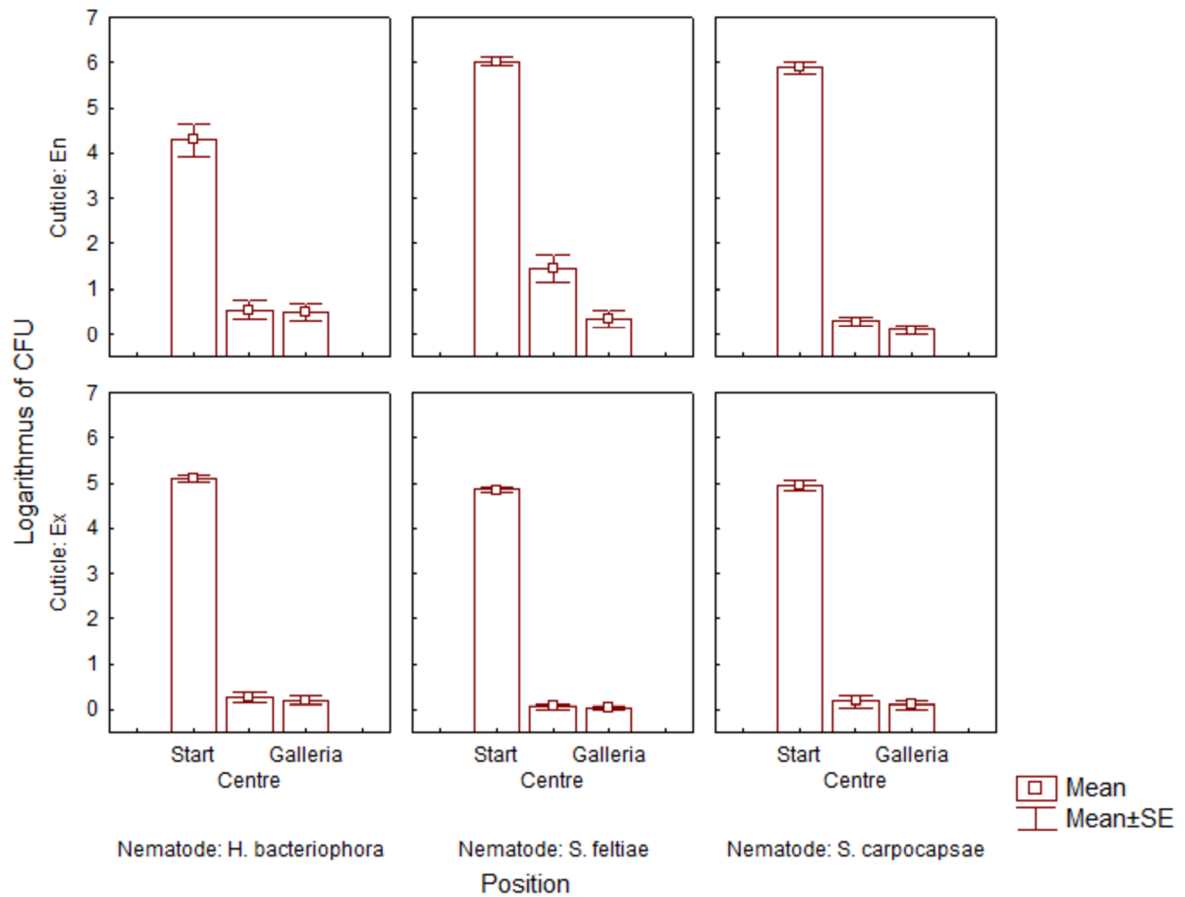 Logarithmus of CFU
Cuticle: En
7
6
5
4
3
2
1
0
Cuticle: Ex
7
6
5
4
3
2
1
0
Start Galleria Start Galleria Start Galleria
Centre Centre Centre
Mean
Mean±SE
Nematode: H. bacteriophora Nematode: S. feltiae Nematode: S. carpocapsae
Position